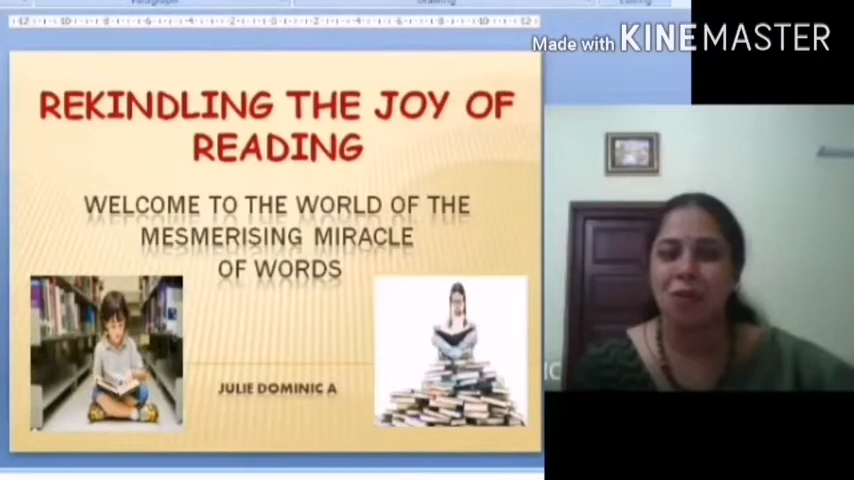 Made with KINEMASTER
REKINDLING THE JOY OF
READING
WELCOME TO THE WORLD OF THE
MESMERISING MIRACLE
OF WORDS
JULIE DOMINIC A